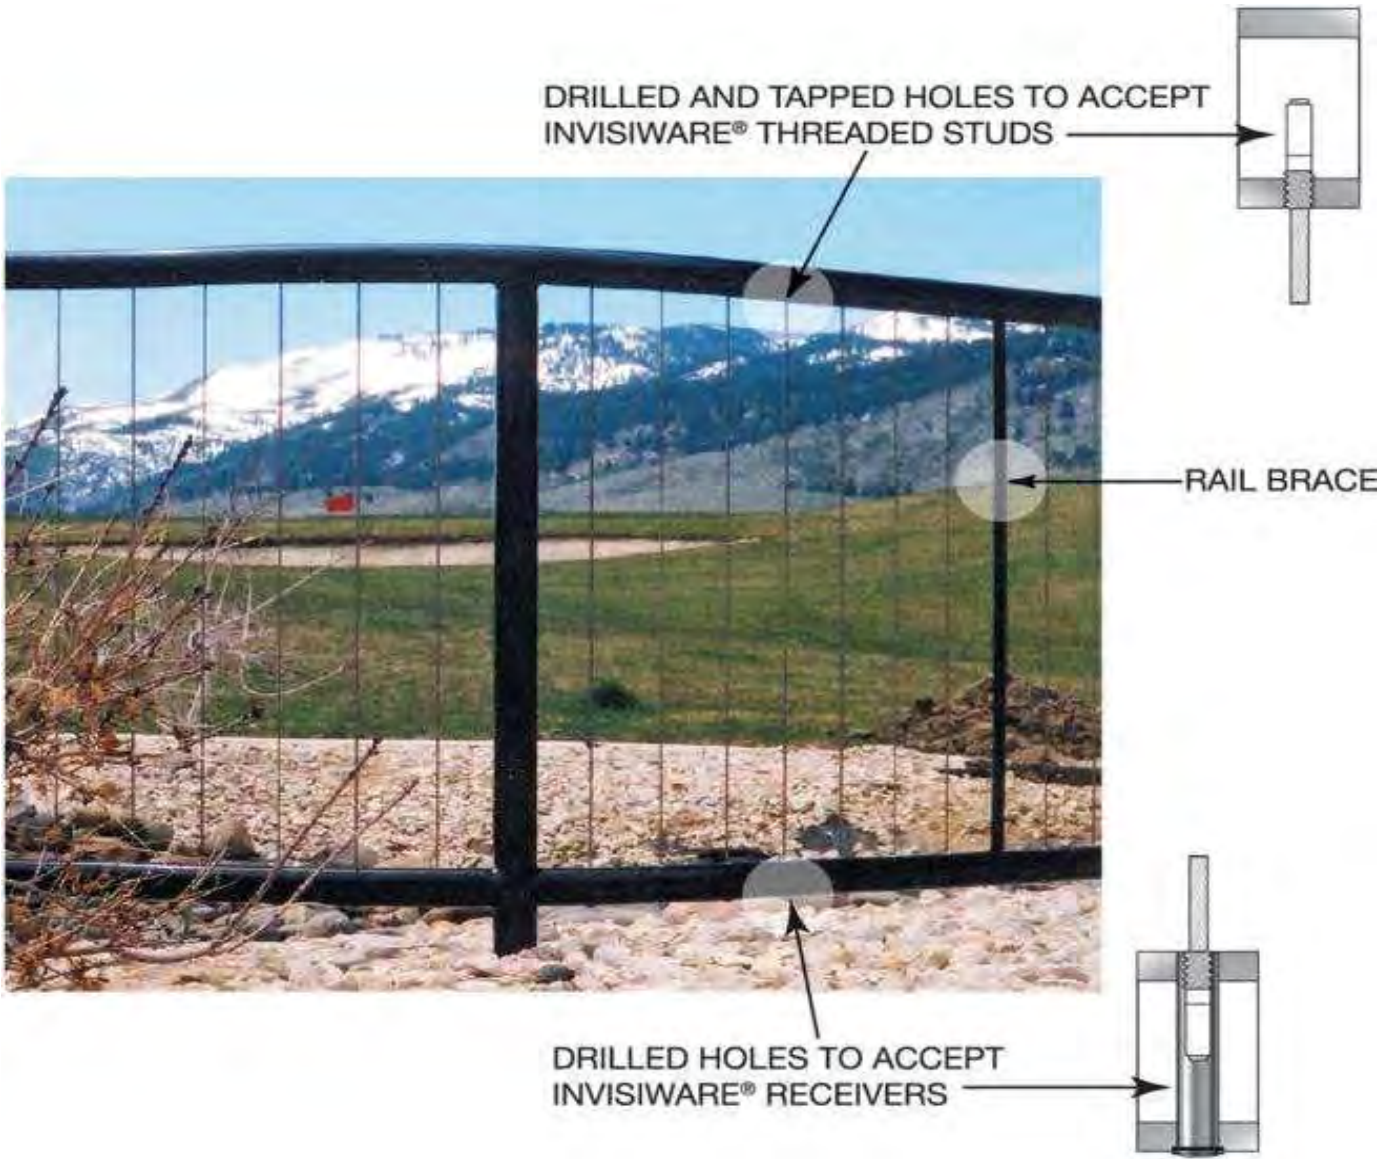 DRILLED AND TAPPED HOLES TO ACCEPT
INVISIWARE® THREADED STUDS
RAIL BRACE
DRILLED HOLES TO ACCEPT
INVISIWARE® RECEIVERS